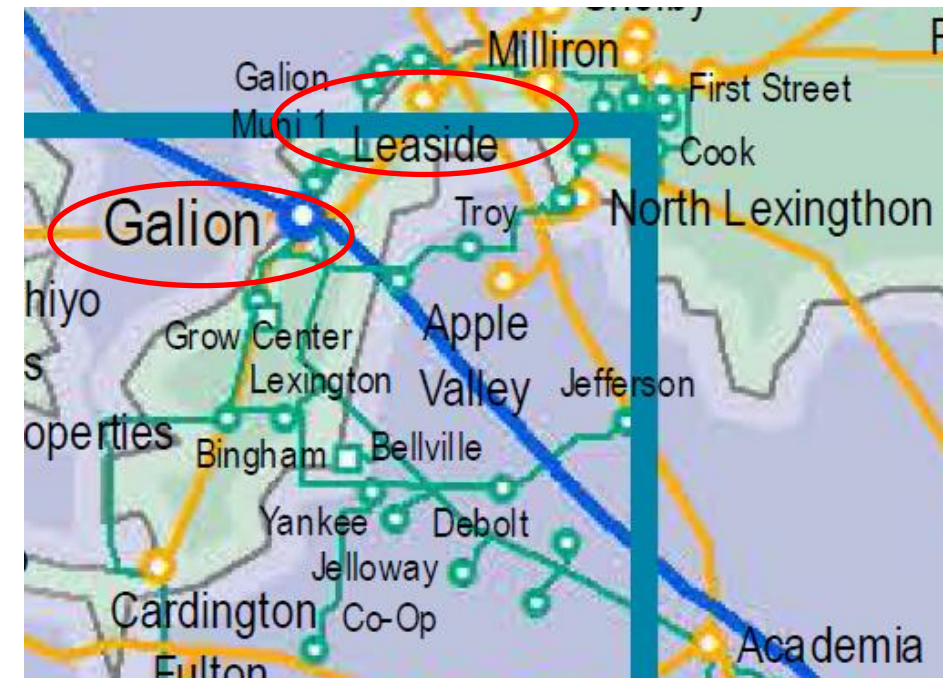 Milliron
Galion
First Street
Muni 1
Leaside
Cook
Galion
Troy
North Lexingthon
hiyo
Apple
Grow Center
s
Lexington
Valley
Jefferson
operties
Bingham
Bellville
Yankee
Debolt
Jelloway
Cardington
Co-Op
Academia
Fulton